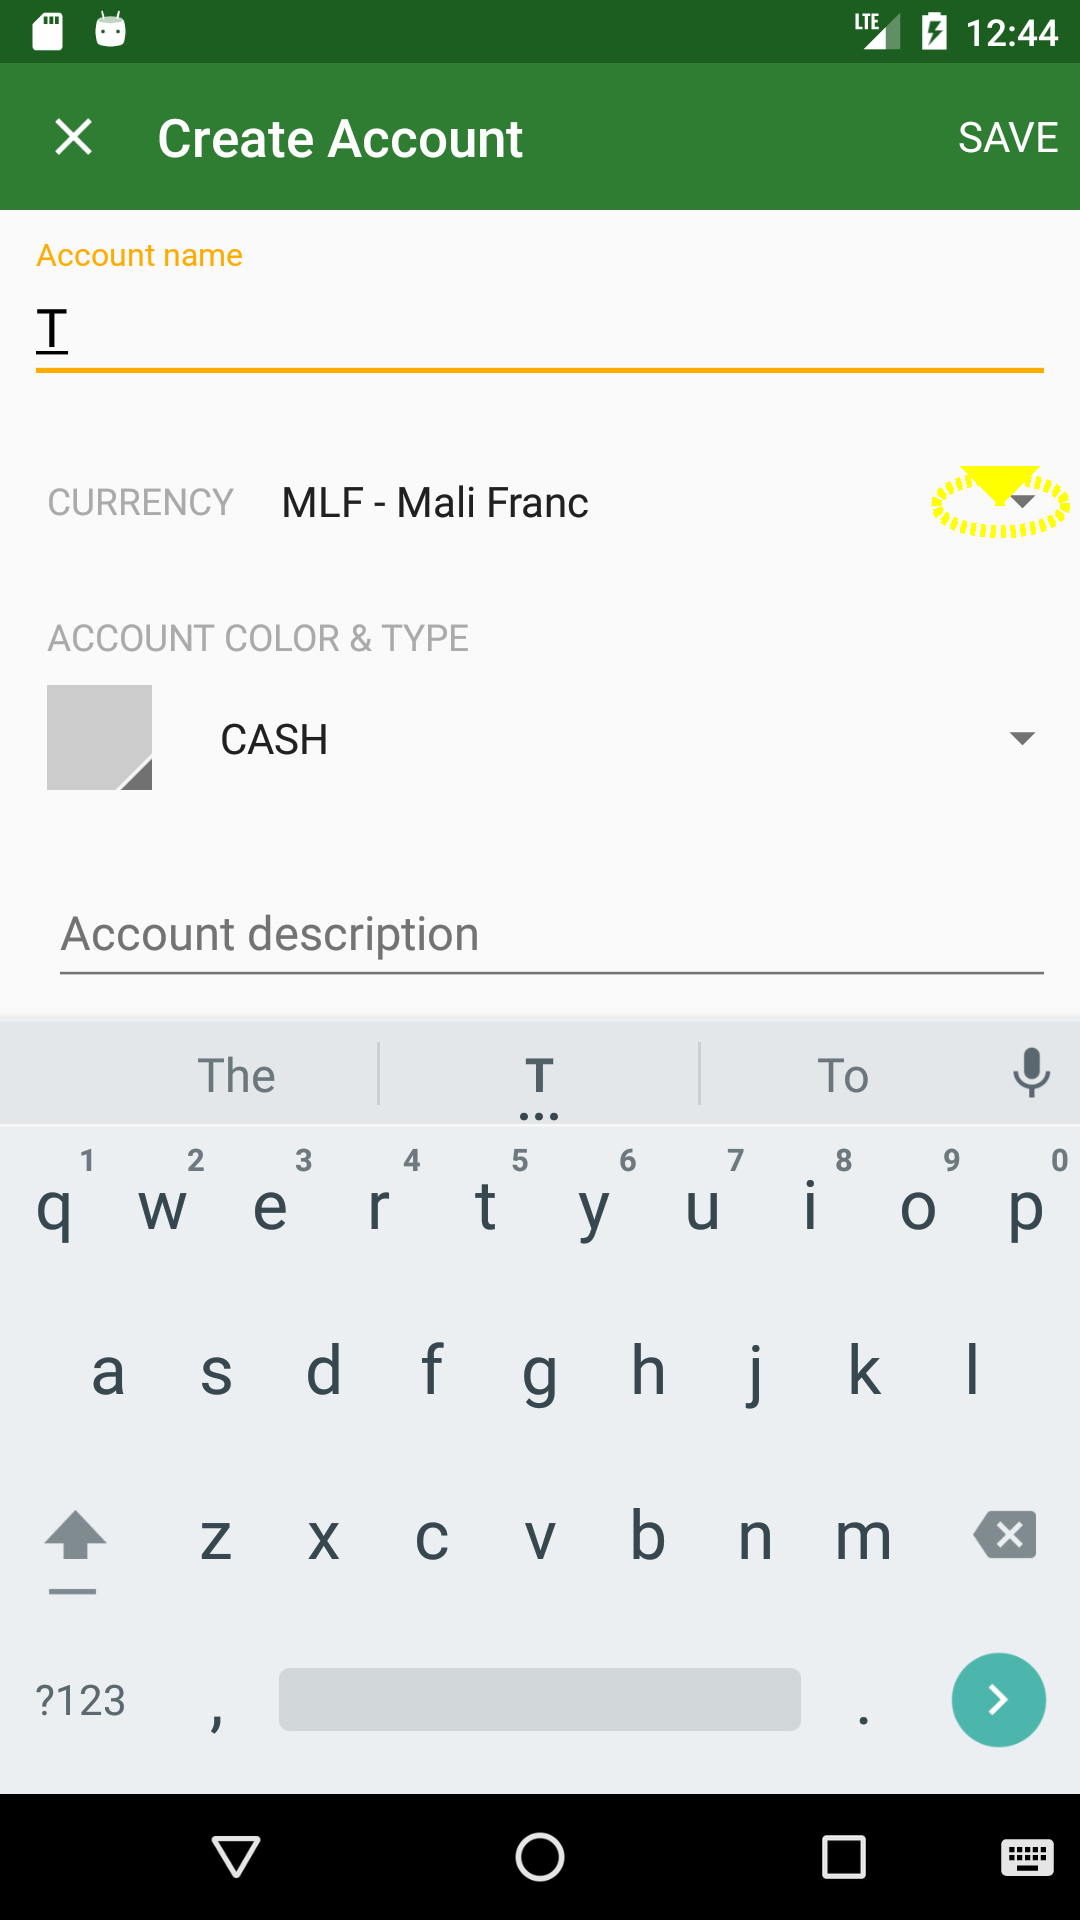 LTE 12:44
Create Account SAVE
Account name
T
CURRENCY MLF - Mali Franc
ACCOUNT COLOR & TYPE
CASH
Account description
The T To
1 2 3 4 5 6 7 8 9 0
q w e r t y u i o p
a s d f g h j k l
z x c v b n m
?123 , .